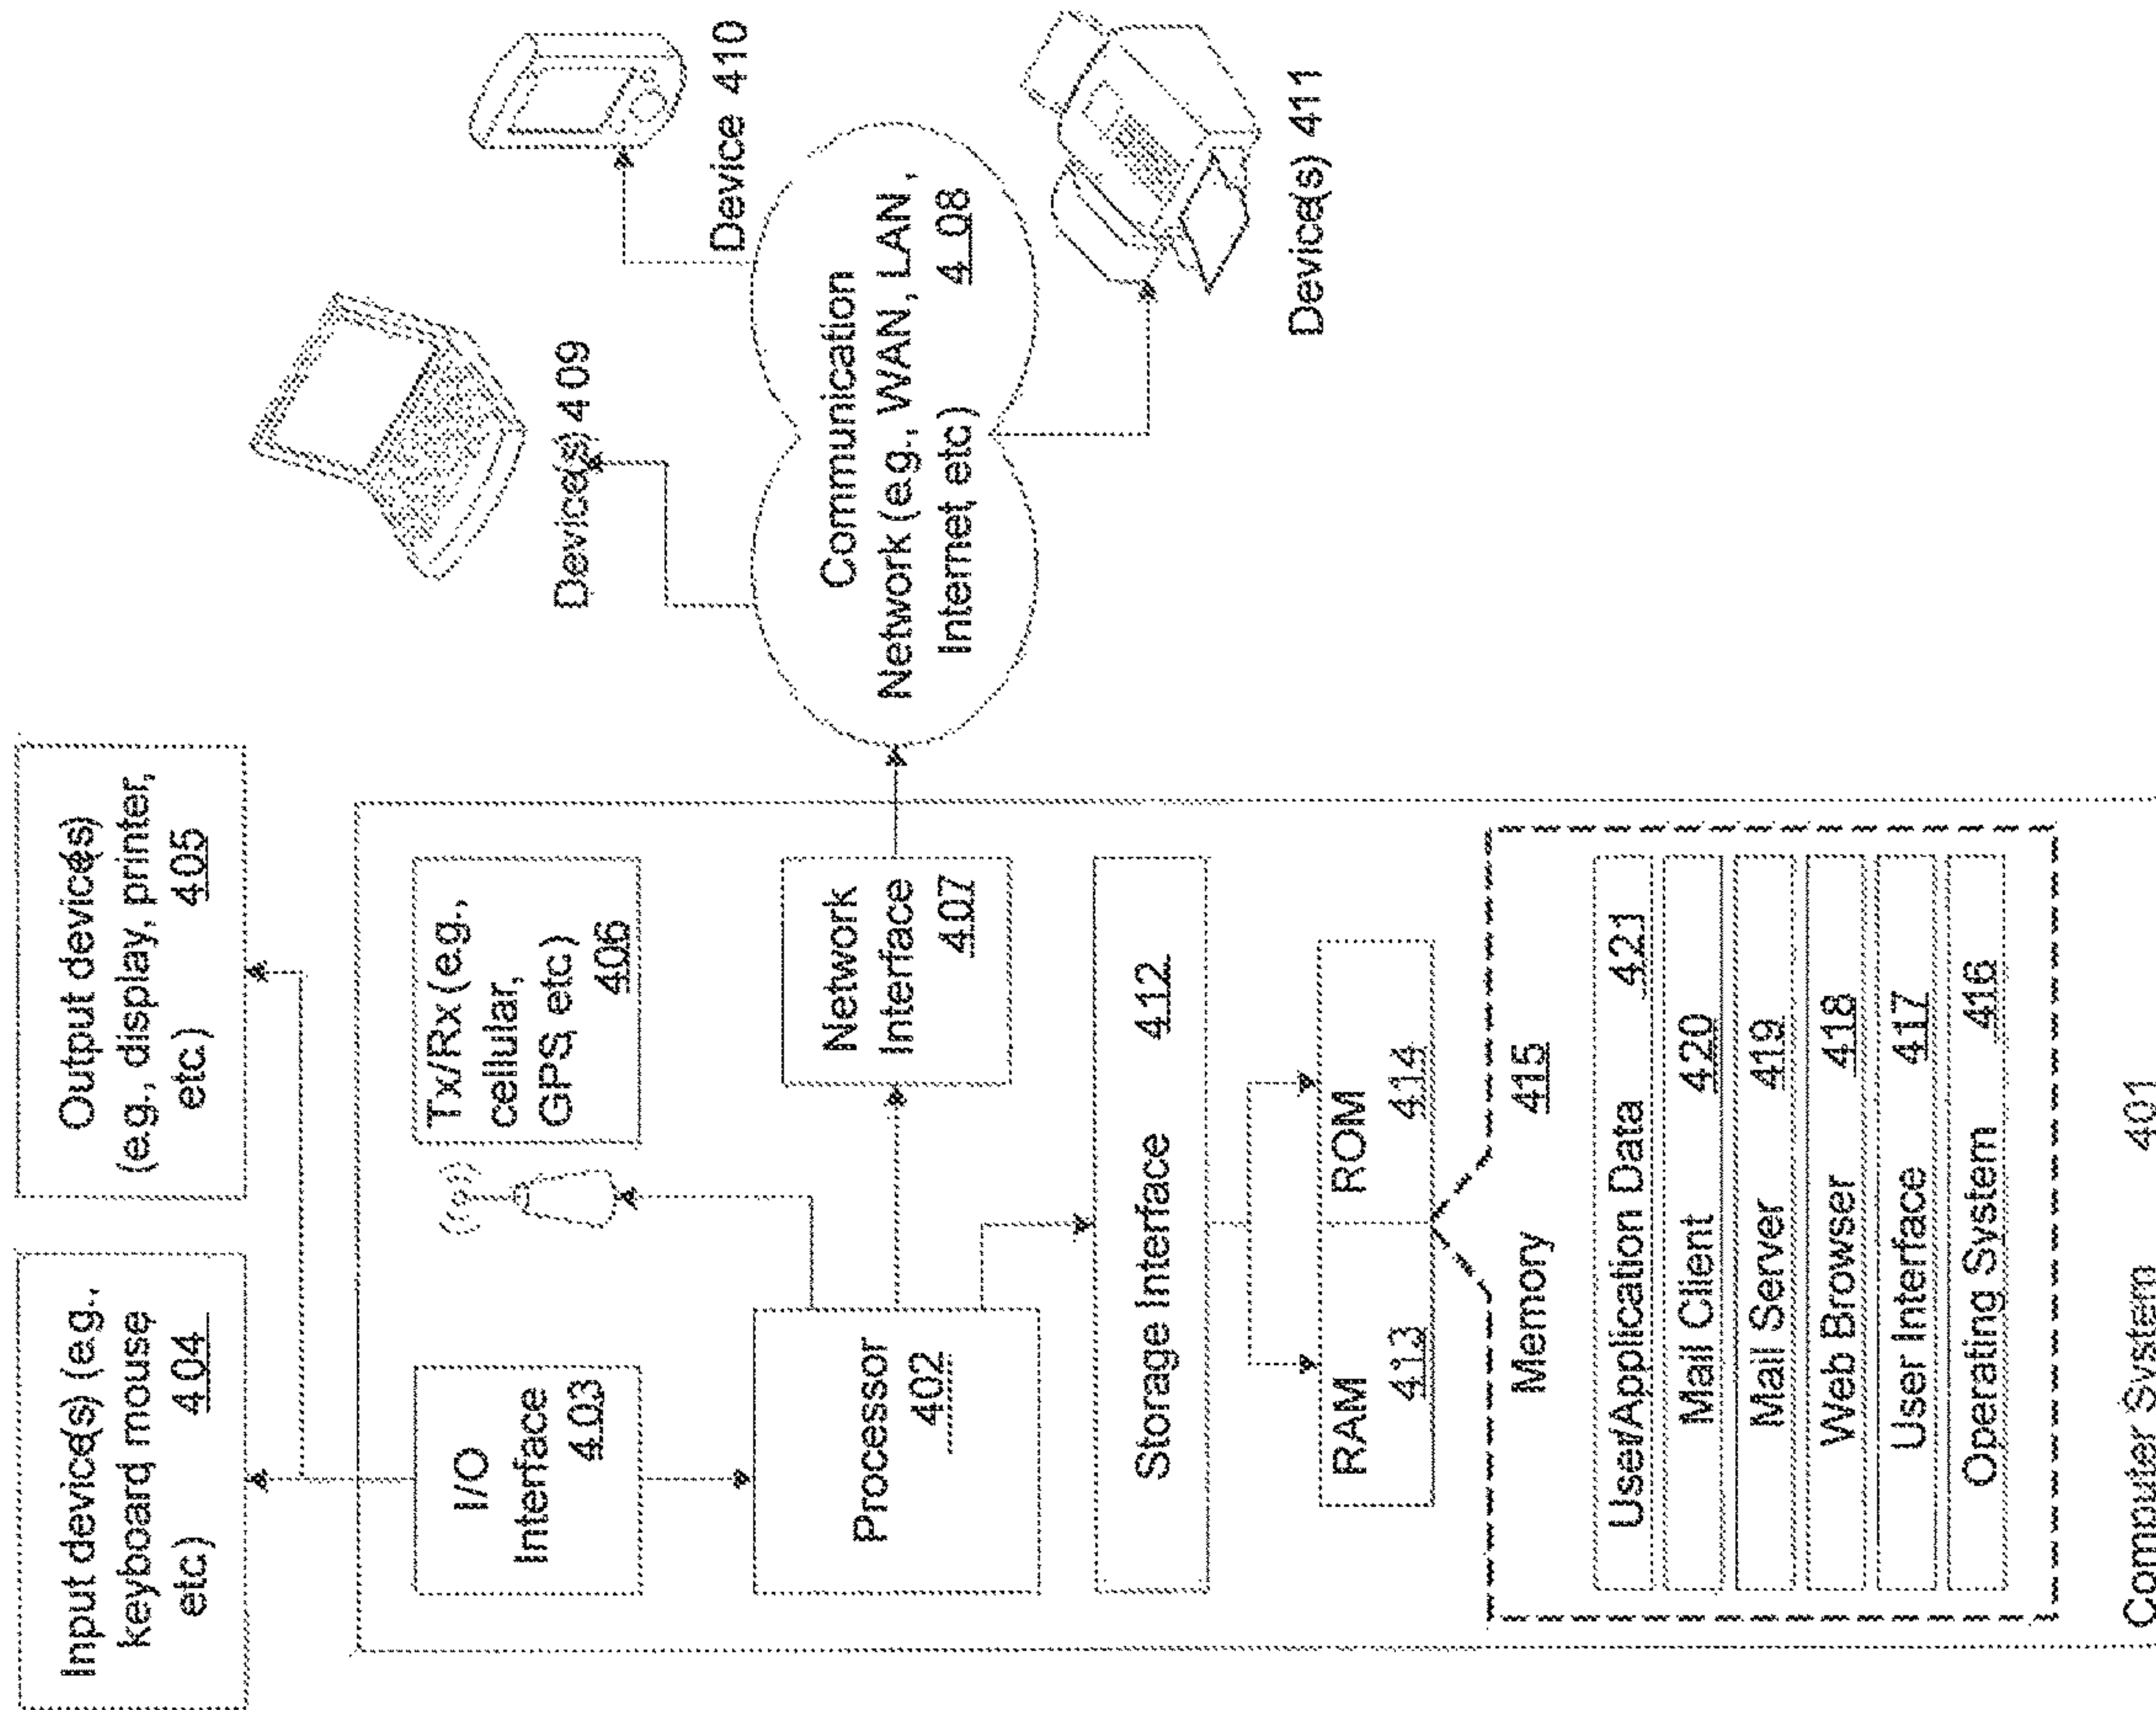 Input device(s) (e.g.,
keyboard mouse
etc.) 404
Output device(s)
(e.g., display, printer,
etc.) 405
I/O
Interface
403
Tx/Rx (e.g.,
cellular,
GPS, etc)
406
Device(s) 409
Device 410
Processor
402
Network
Interface
407
Communication
Network (e.g., WAN, LAN,
Internet, etc) 408
Device(s) 411
Storage Interface 412
RAM
413
ROM
414
Memory 415
User/Application Data 421
Mail Client 420
Mail Server 419
Web Browser 418
User Interface 417
Operating System 416
Computer System 401